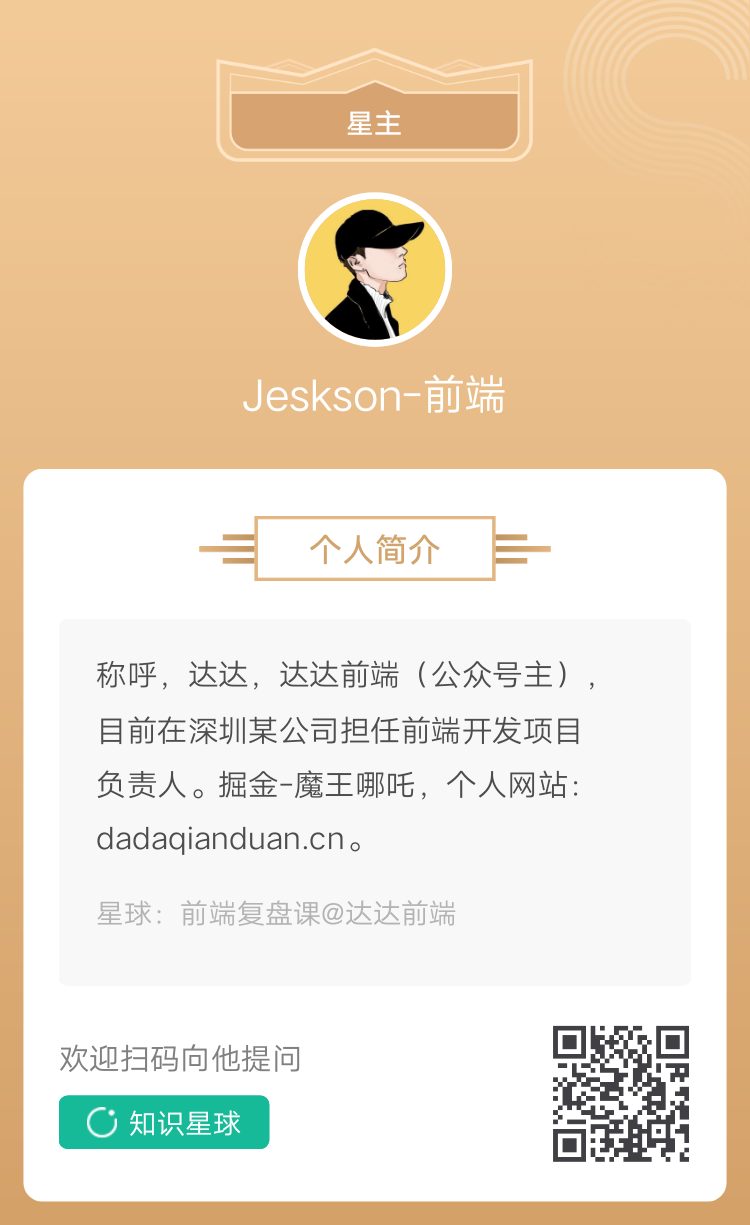 星主
Jeskson-前端
个人简介
称呼，达达，达达前端（公众号主），
目前在深圳某公司担任前端开发项目
负责人。掘金-魔王哪吒，个人网站：
dadaqianduan.cn。
星球：前端复盘课@达达前端
欢迎扫码向他提问
知识星球